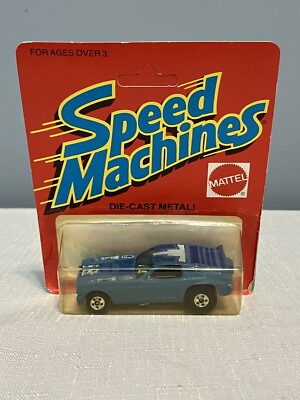 FOR AGES OVER 3
Speed
Machines
MATTEL
DIE-CAST METAL!